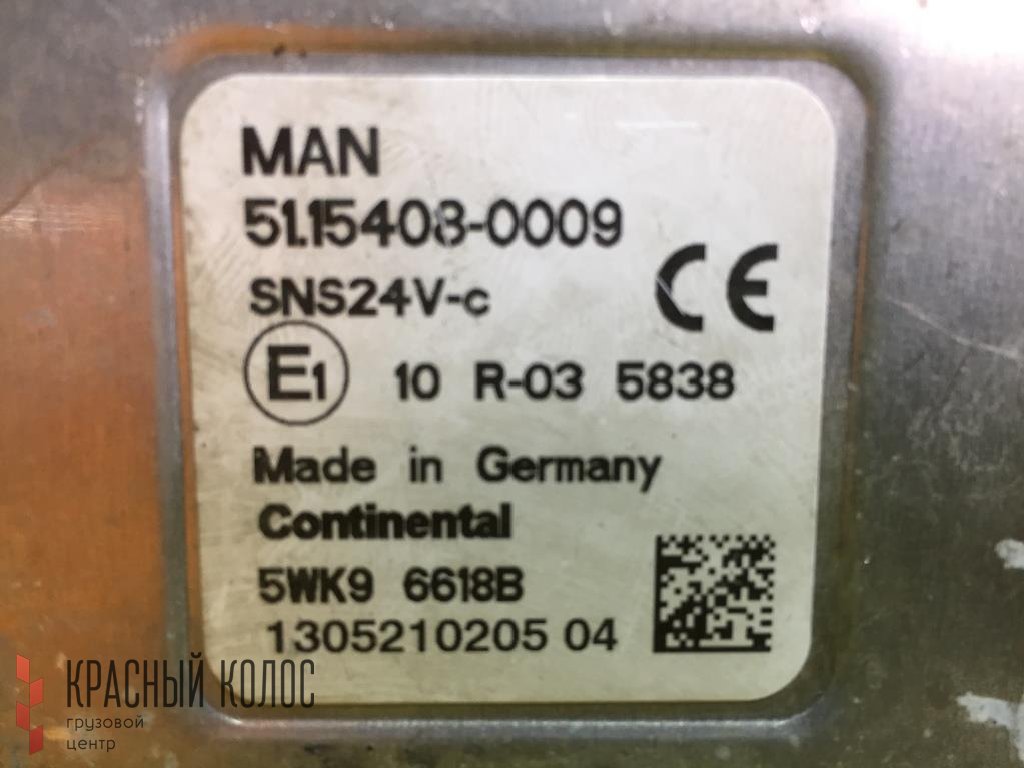 MAN
51.15408-0009
SNS24V-c
CE
E1 10 R-03 5838
Made in Germany
Continental
5WK9 6618B
1305210205 04
КРАСНЫЙ КОЛОС
грузовой
центр